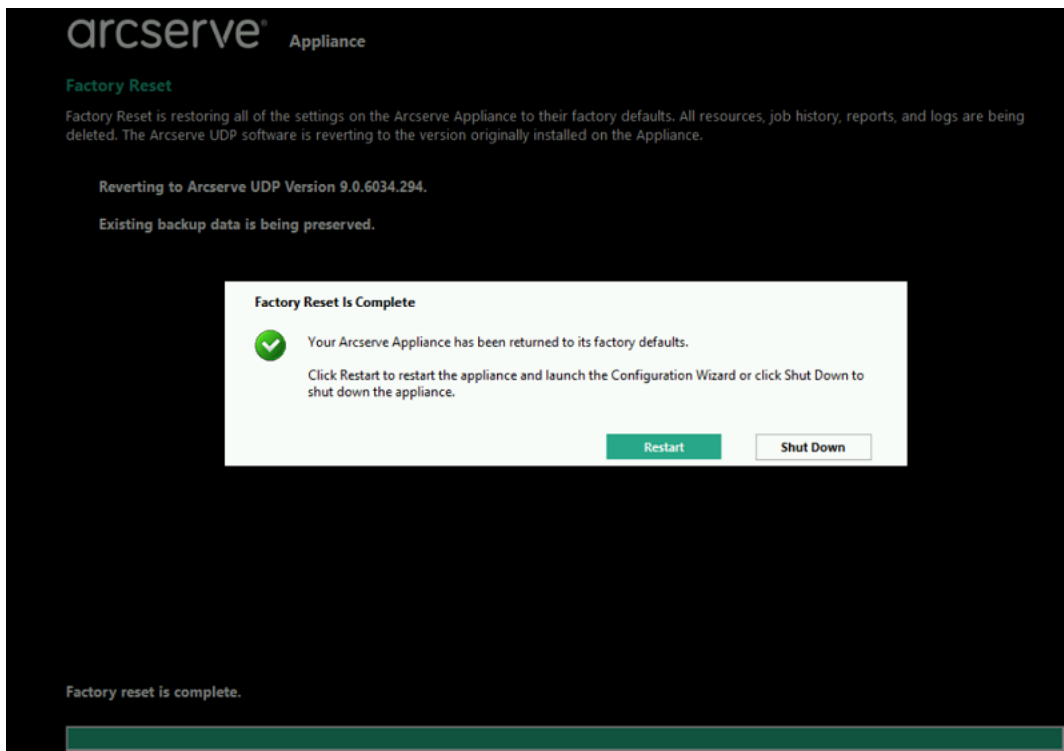 arcserve® Appliance
Factory Reset
Factory Reset is restoring all of the settings on the Arcserve Appliance to their factory defaults. All resources, job history, reports, and logs are being
deleted. The Arcserve UDP software is reverting to the version originally installed on the Appliance.
Reverting to Arcserve UDP Version 9.0.6034.294.
Existing backup data is being preserved.
Factory Reset Is Complete
Your Arcserve Appliance has been returned to its factory defaults.
Click Restart to restart the appliance and launch the Configuration Wizard or click Shut Down to
shut down the appliance.
Restart Shut Down
Factory reset is complete.